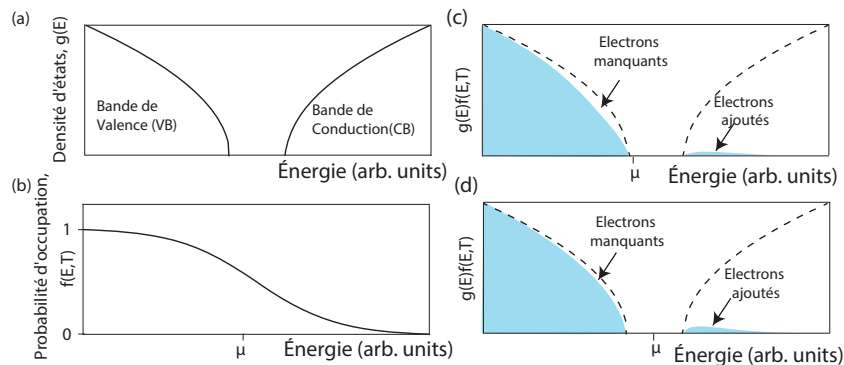 (a)
Densité d'états, g(E)
Bande de
Valence (VB)
Bande de
Conduction(CB)
Énergie (arb. units)
(b)
Probabilité d'occupation,
f(E,T)
1
0
μ
Énergie (arb. units)
(c)
g(E)f(E,T)
Electrons
manquants
Electrons
ajoutés
μ
Énergie (arb. units)
(d)
g(E)f(E,T)
Electrons
manquants
Electrons
ajoutés
μ
Énergie (arb. units)